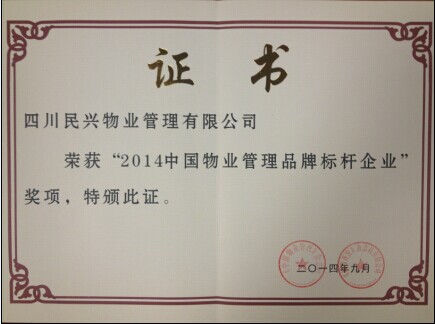 证 书
四川民兴物业管理有限公司
荣获“2014中国物业管理品牌标杆企业”
奖项，特颁此证。
二〇一四年九月